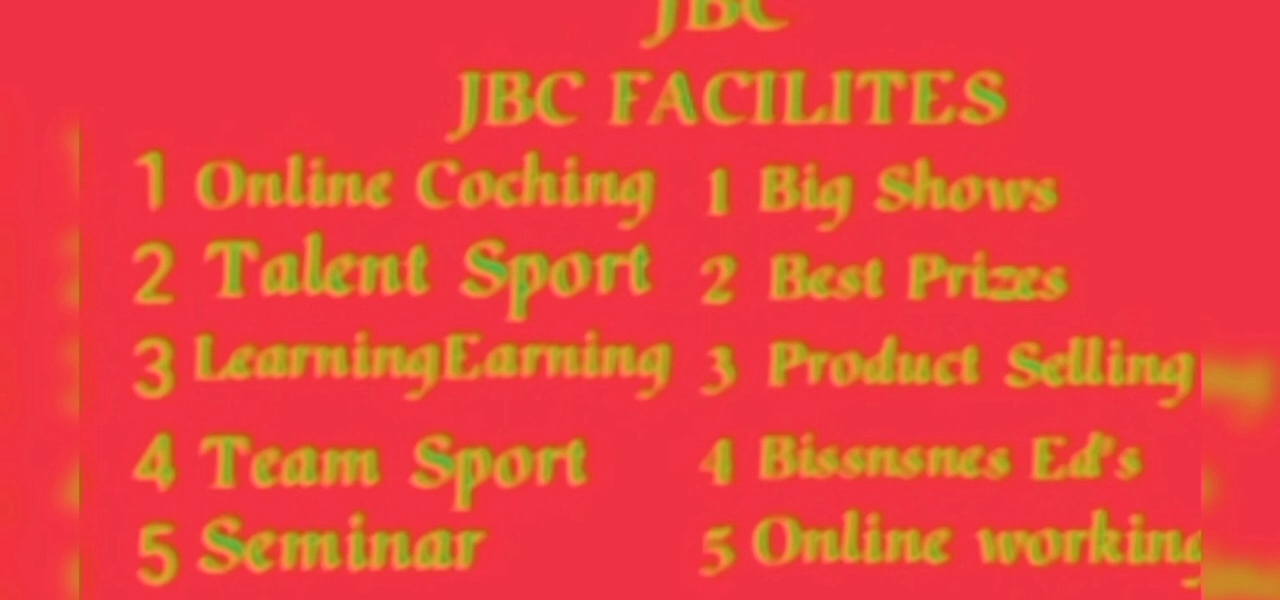 JBC
JBC FACILITES
1 Online Coching
2 Talent Sport
3 LearningEarning
4 Team Sport
5 Seminar
1 Big Shows
2 Best Prizes
3 Product Selling
4 Bissnsnes Ed's
5 Online working